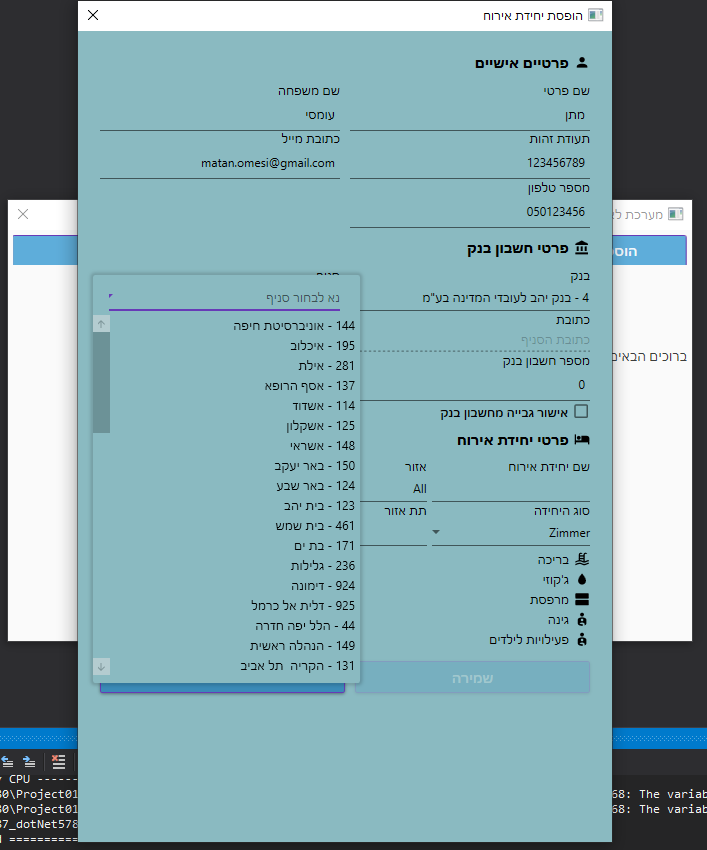 הופסת יחידת אירוח
פרטיים אישיים
שם פרטי
שם משפחה
מתן
עומסי
תעודת זהות
כתובת מייל
123456789
matan.omesi@gmail.com
מספר טלפון
050123456
מערכת לא
הוספ
ברוכים הבאים
פרטי חשבון בנק
בנק
4 - בנק יהב לעובדי המדינה בע"מ
כתובת
כתובת הסניף
מספר חשבון בנק
0
אישור גבייה מחשבון בנק
נא לבחור סניף
144 - אוניברסיטת חיפה
195 - איכלוב
281 - אילת
137 - אסף הרופא
114 - אשדוד
125 - אשקלון
148 - אשראי
150 - באר יעקב
124 - באר שבע
123 - בית יהב
461 - בית שמש
171 - בת ים
236 - גלילות
924 - דימונה
925 - דלית אל כרמל
44 - הלל יפה חדרה
149 - הנהלה ראשית
131 - הקריה תל אביב
פרטי יחידת אירוח
שם יחידת אירוח
אזור
All
סוג היחידה
תת אזור
Zimmer
בריכה
ג'קוזי
מרפסת
גינה
פעילויות לילדים
שמירה
CPU
80\Project01
68: The variab
80\Project01
68: The variab
37_dotNet578